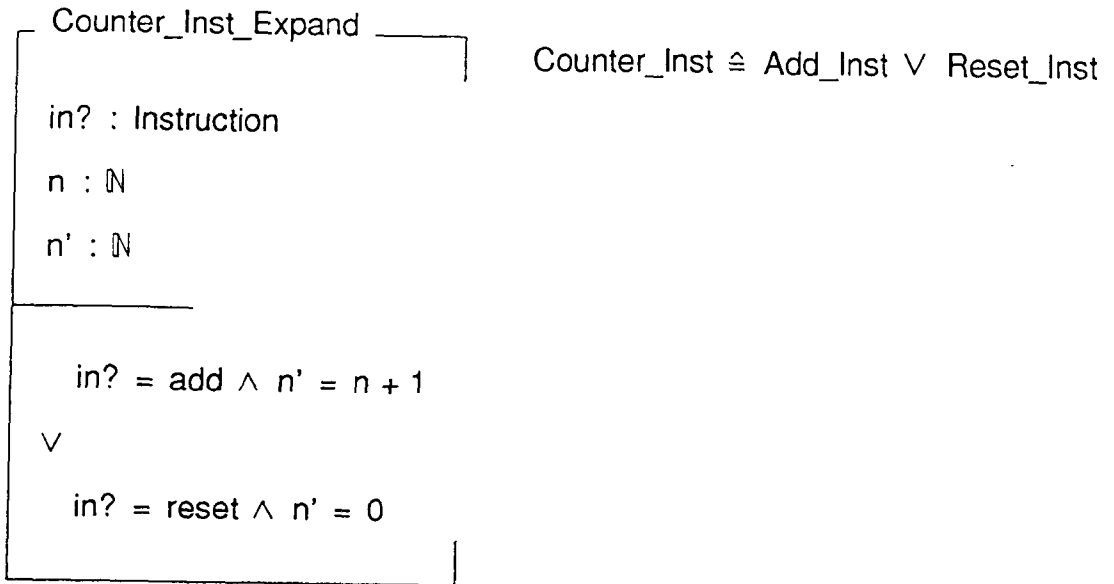 Counter_Inst_Expand
Counter_Inst ≙ Add_Inst ∨ Reset_Inst
in? : Instruction
n : ℕ
n' : ℕ
in? = add ∧ n' = n + 1
∨
in? = reset ∧ n' = 0